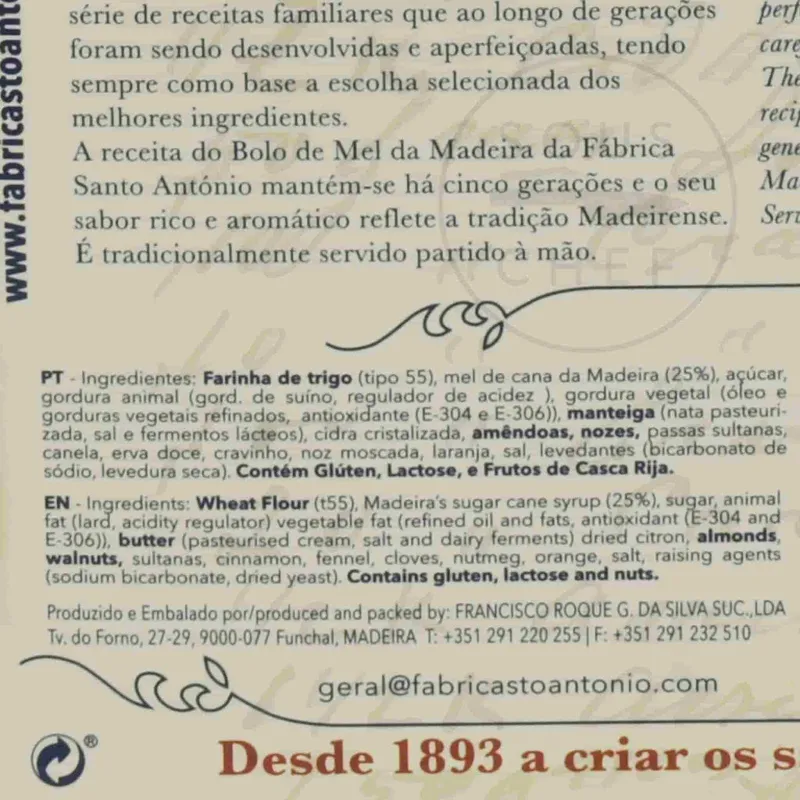 www.fabricastoanto
série de receitas familiares que ao longo de gerações
foram sendo desenvolvidas e aperfeiçoadas, tendo
sempre como base a escolha selecionada dos
melhores ingredientes.
A receita do Bolo de Mel da Madeira da Fábrica
Santo António mantém-se há cinco gerações e o seu
sabor rico e aromático reflete a tradição Madeirense.
É tradicionalmente servido partido à mão.
perf
care
The
recip
gene
Ma
Serv
SOULS
CHEF
PT - Ingredientes: Farinha de trigo (tipo 55), mel de cana da Madeira (25%), açúcar,
gordura animal (gord. de suíno, regulador de acidez ), gordura vegetal (óleo e
gorduras vegetais refinados, antioxidante (E-304 e E-306)), manteiga (nata pasteuri-
zada, sal e fermentos lácteos), cidra cristalizada, amêndoas, nozes, passas sultanas,
canela, erva doce, cravinho, noz moscada, laranja, sal, levedantes (bicarbonato de
sódio, levedura seca). Contém Glúten, Lactose, e Frutos de Casca Rija.
EN - Ingredients: Wheat Flour (t55), Madeira's sugar cane syrup (25%), sugar, animal
fat (lard, acidity regulator) vegetable fat (refined oil and fats, antioxidant (E-304 and
E-306)), butter (pasteurised cream, salt and dairy ferments) dried citron, almonds,
walnuts, sultanas, cinnamon, fennel, cloves, nutmeg, orange, salt, raising agents
(sodium bicarbonate, dried yeast). Contains gluten, lactose and nuts.
Produzido e Embalado por/produced and packed by: FRANCISCO ROQUE G. DA SILVA SUC.,LDA
Tv. do Forno, 27-29, 9000-077 Funchal, MADEIRA T: +351 291 220 255 | F: +351 291 232 510
geral@fabricastoantonio.com
Desde 1893 a criar os s